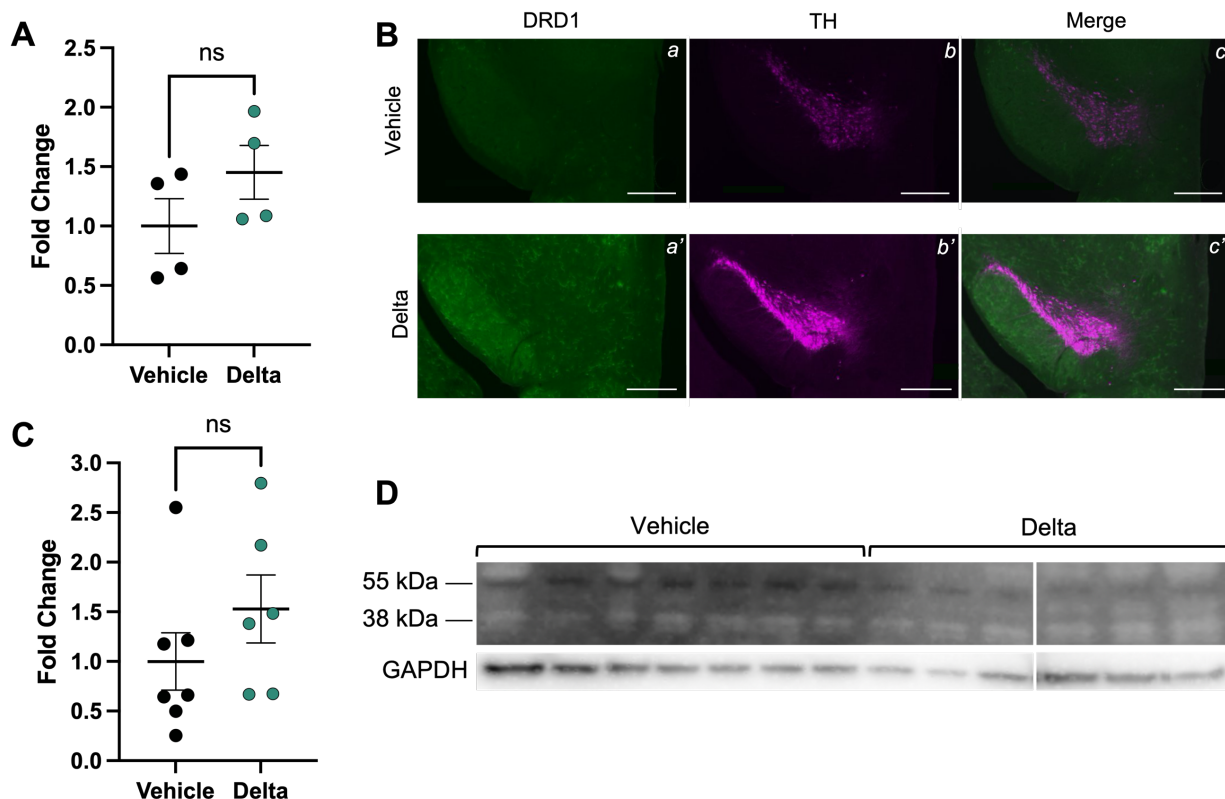 A
ns
Fold Change
2.5
2.0
1.5
1.0
0.5
0.0
Vehicle Delta
B
DRD1 TH Merge
Vehicle
a b c
Delta
a’ b’ c’
C
ns
Fold Change
3.0
2.5
2.0
1.5
1.0
0.5
0.0
Vehicle Delta
D
Vehicle Delta
55 kDa
38 kDa
GAPDH